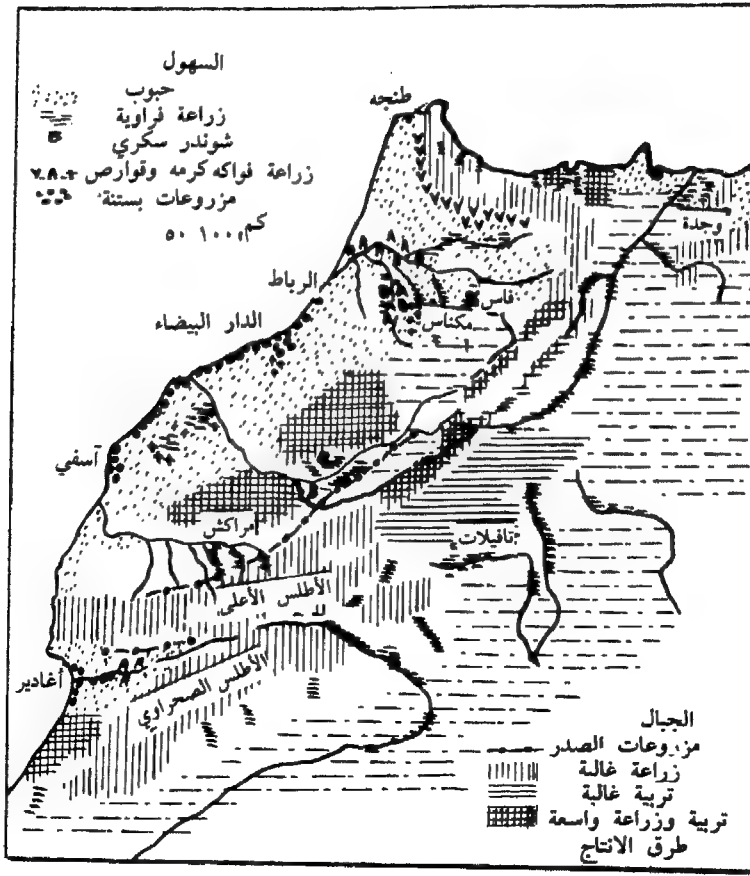 السهول
حبوب
زراعة فراوية
شوندر سكري
زراعة فواكه كرمه وقوارص V.A.T
مزروعات بستنة
كم ١٠٠ ٥٠
طنجه
وجدة
الرباط
فاس
مكناس
الدار البيضاء
آسفي
مراكش
تافيلات
الأطلس الأعلى
أغادير
الأطلس الصحراوي
الجبال
مزروعات الصدر
زراعة غالبة
تربية غالبة
تربية وزراعة واسعة
طرق الانتاج